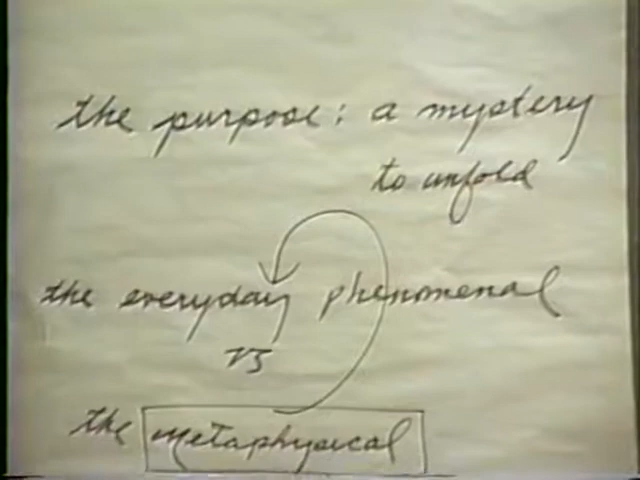 the purpose: a mystery
to unfold
the everyday phenomenal
vs
the metaphysical